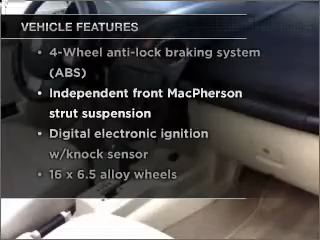 VEHICLE FEATURES
• 4-Wheel anti-lock braking system
(ABS)
• Independent front MacPherson
strut suspension
• Digital electronic ignition
w/knock sensor
• 16 x 6.5 alloy wheels